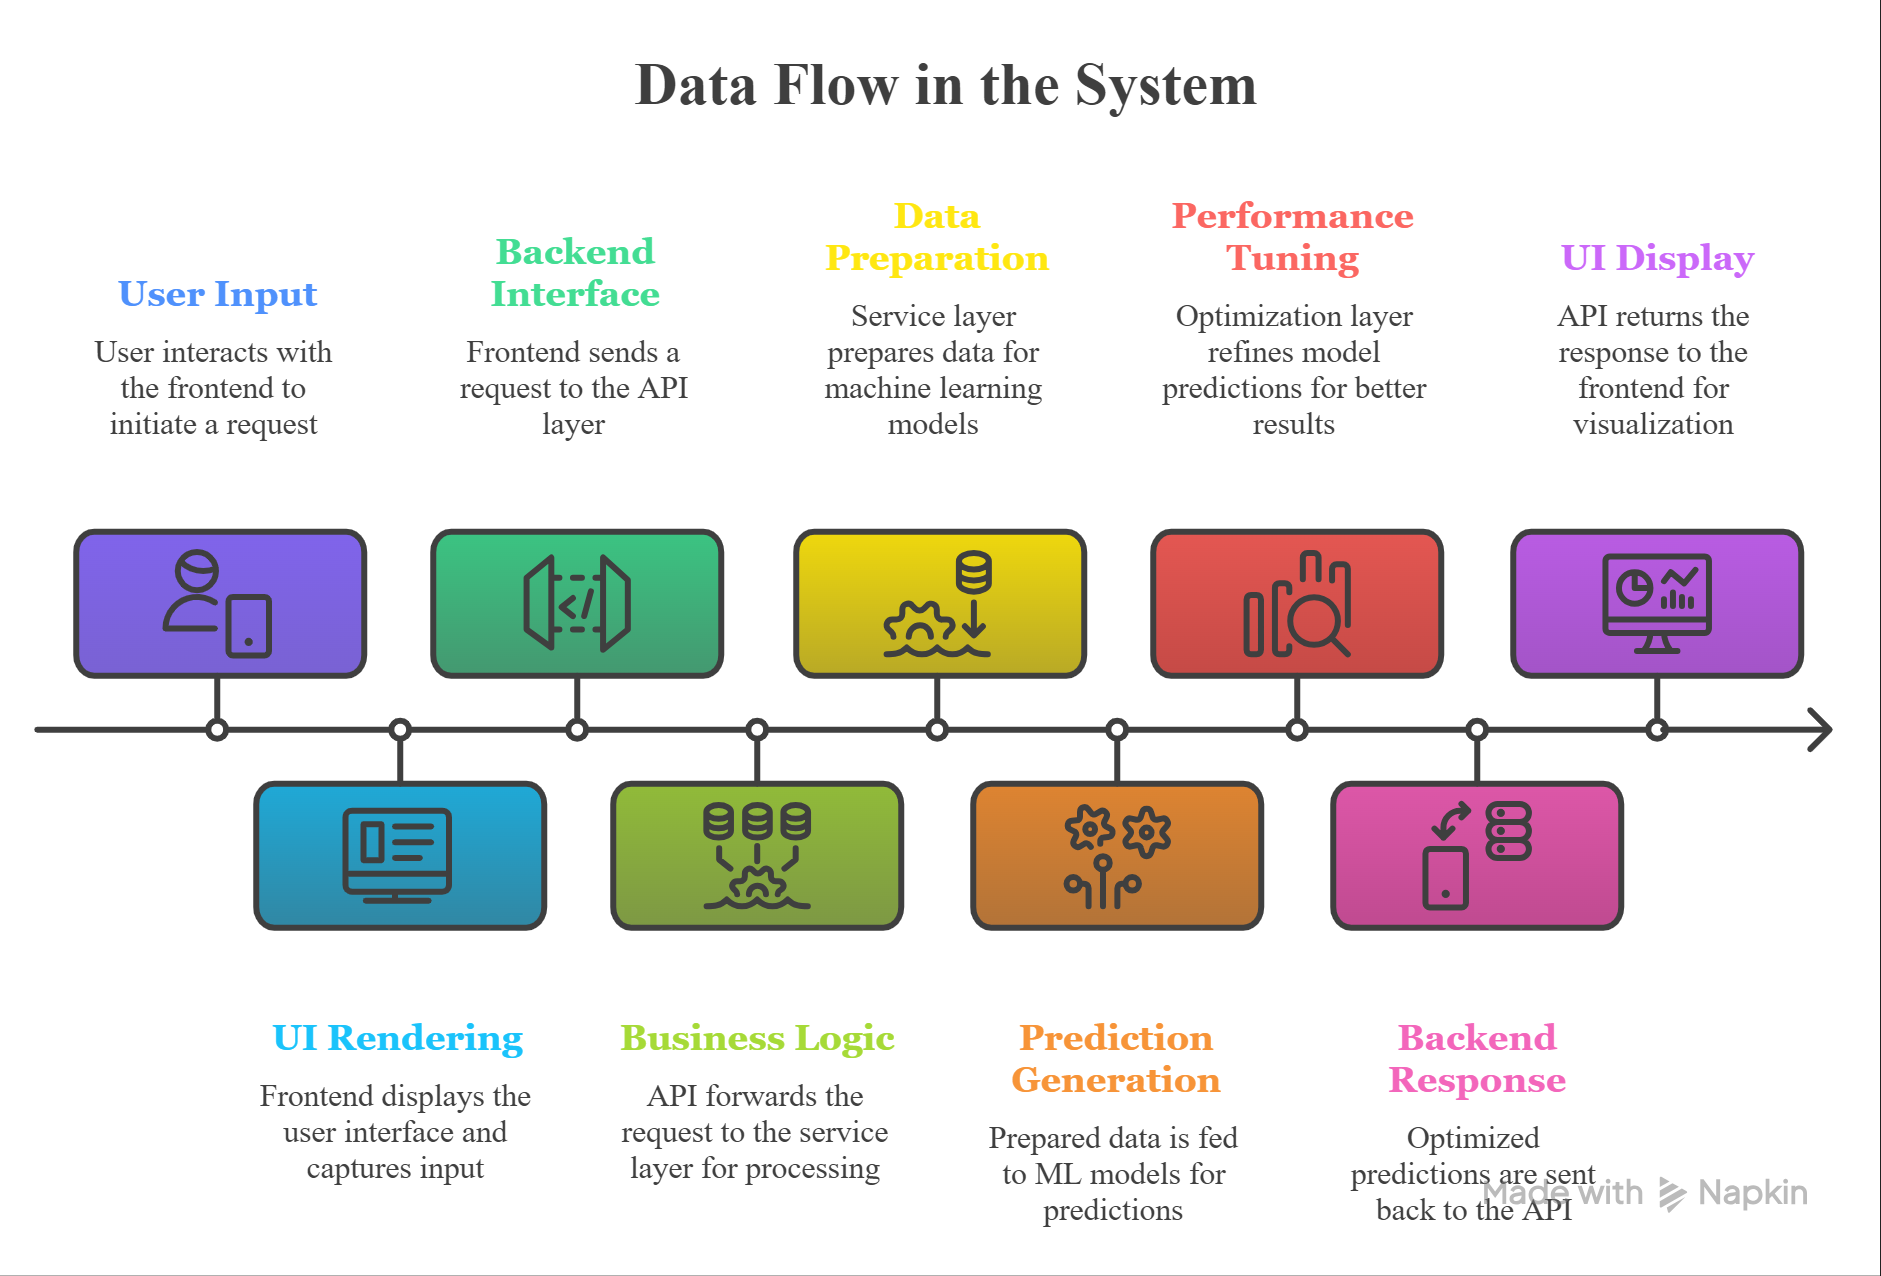 Data Flow in the System
User Input
User interacts with
the frontend to
initiate a request
Backend
Interface
Frontend sends a
request to the API
layer
Data
Preparation
Service layer
prepares data for
machine learning
models
Performance
Tuning
Optimization layer
refines model
predictions for better
results
UI Display
API returns the
response to the
frontend for
visualization
</>
UI Rendering
Frontend displays the
user interface and
captures input
Business Logic
API forwards the
request to the service
layer for processing
Prediction
Generation
Prepared data is fed
to ML models for
predictions
Backend
Response
Optimized
predictions are sent
back to the API
Made with Napkin